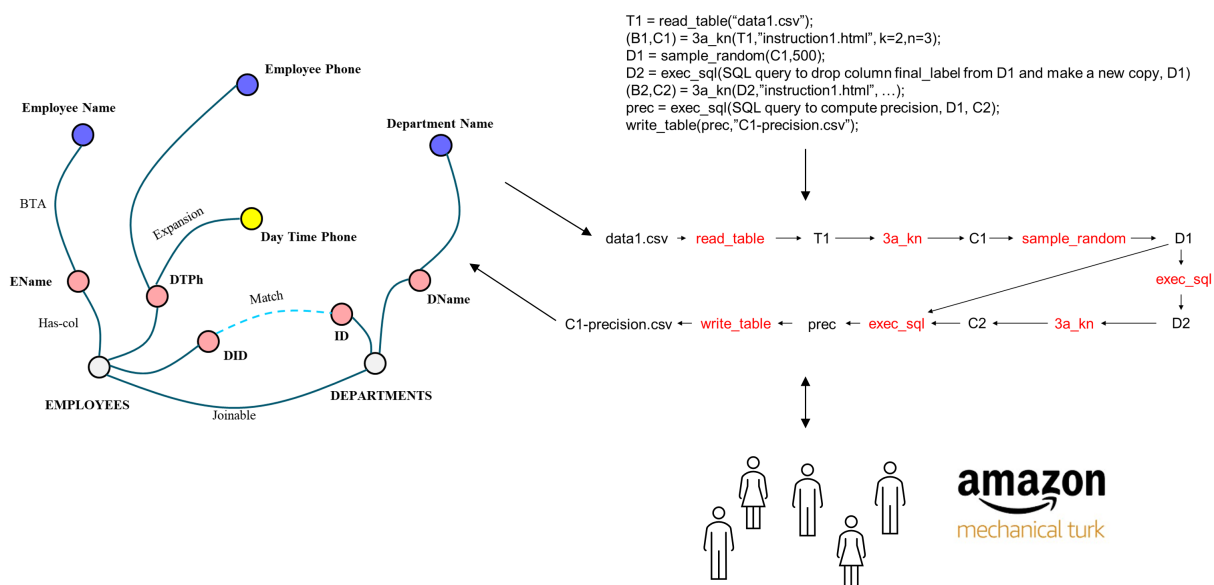 Employee Phone
Employee Name
Department Name
BTA
Expansion
Day Time Phone
EName
DTPh
Match
DName
Has-col
ID
DID
EMPLOYEES
DEPARTMENTS
Joinable
T1 = read_table(“data1.csv”);
(B1,C1) = 3a_kn(T1,”instruction1.html”, k=2,n=3);
D1 = sample_random(C1,500);
D2 = exec_sql(SQL query to drop column final_label from D1 and make a new copy, D1)
(B2,C2) = 3a_kn(D2,”instruction1.html”, …);
prec = exec_sql(SQL query to compute precision, D1, C2);
write_table(prec,”C1-precision.csv”);
data1.csv read_table T1 3a_kn C1 sample_random D1
exec_sql
C1-precision.csv write_table prec exec_sql C2 3a_kn D2
amazon
mechanical turk